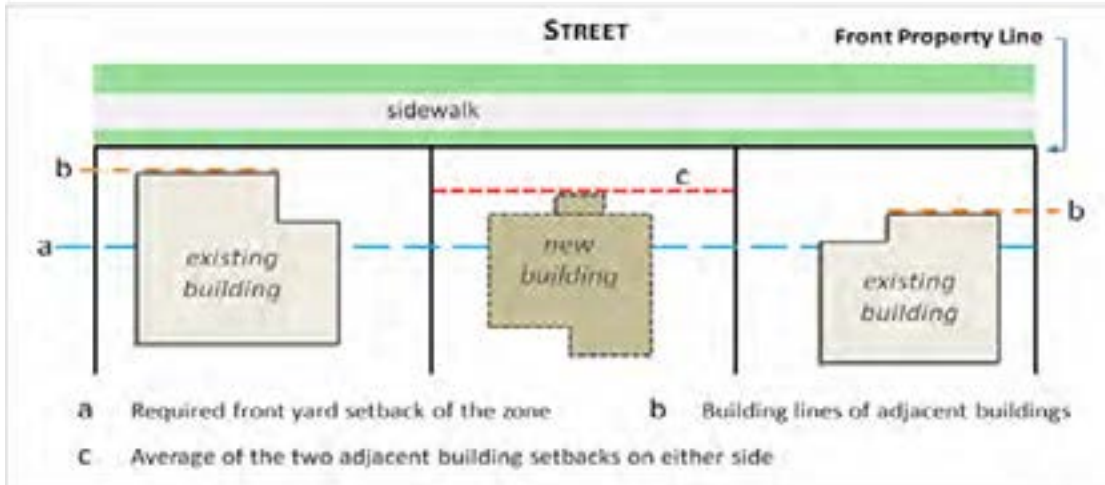 STREET
Front Property Line
sidewalk
b
c
b
a
existing
building
new
building
existing
building
a Required front yard setback of the zone
b Building lines of adjacent buildings
c Average of the two adjacent building setbacks on either side